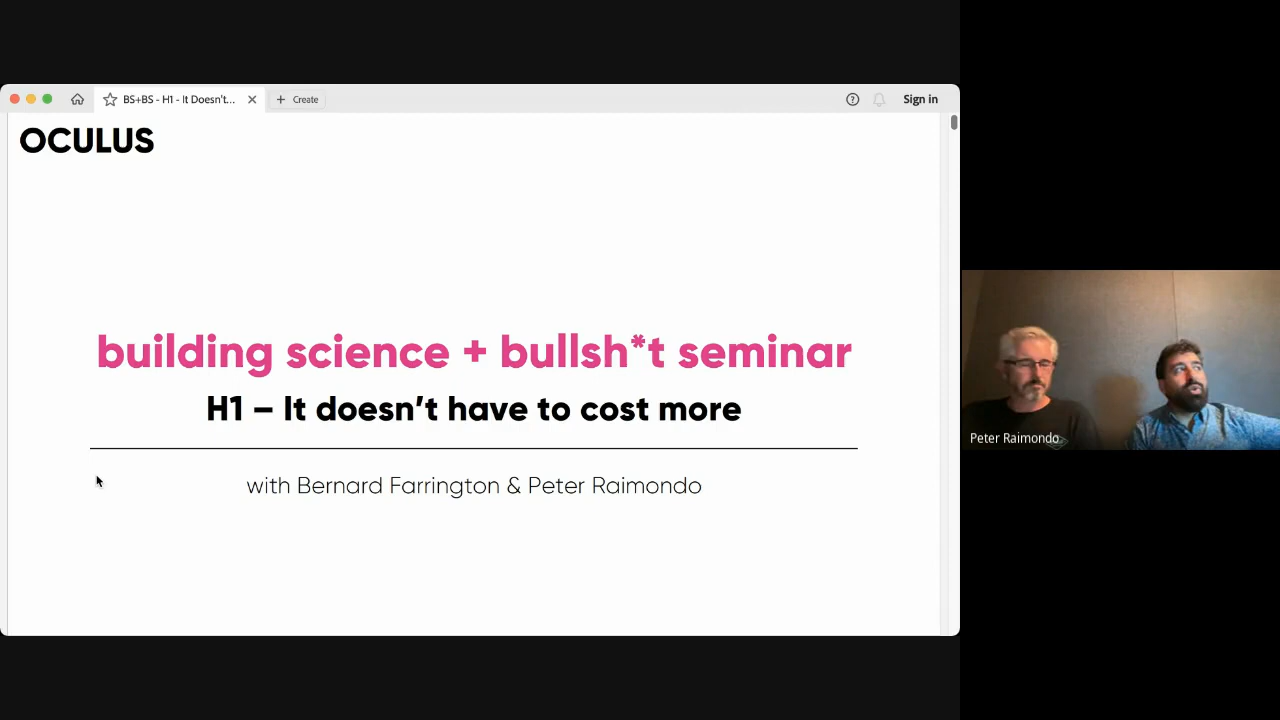 BS+BS - H1 - It Doesn't...
Create
Sign in
OCULUS
building science + bullsh*t seminar
H1 – It doesn't have to cost more
with Bernard Farrington & Peter Raimondo
Peter Raimondo